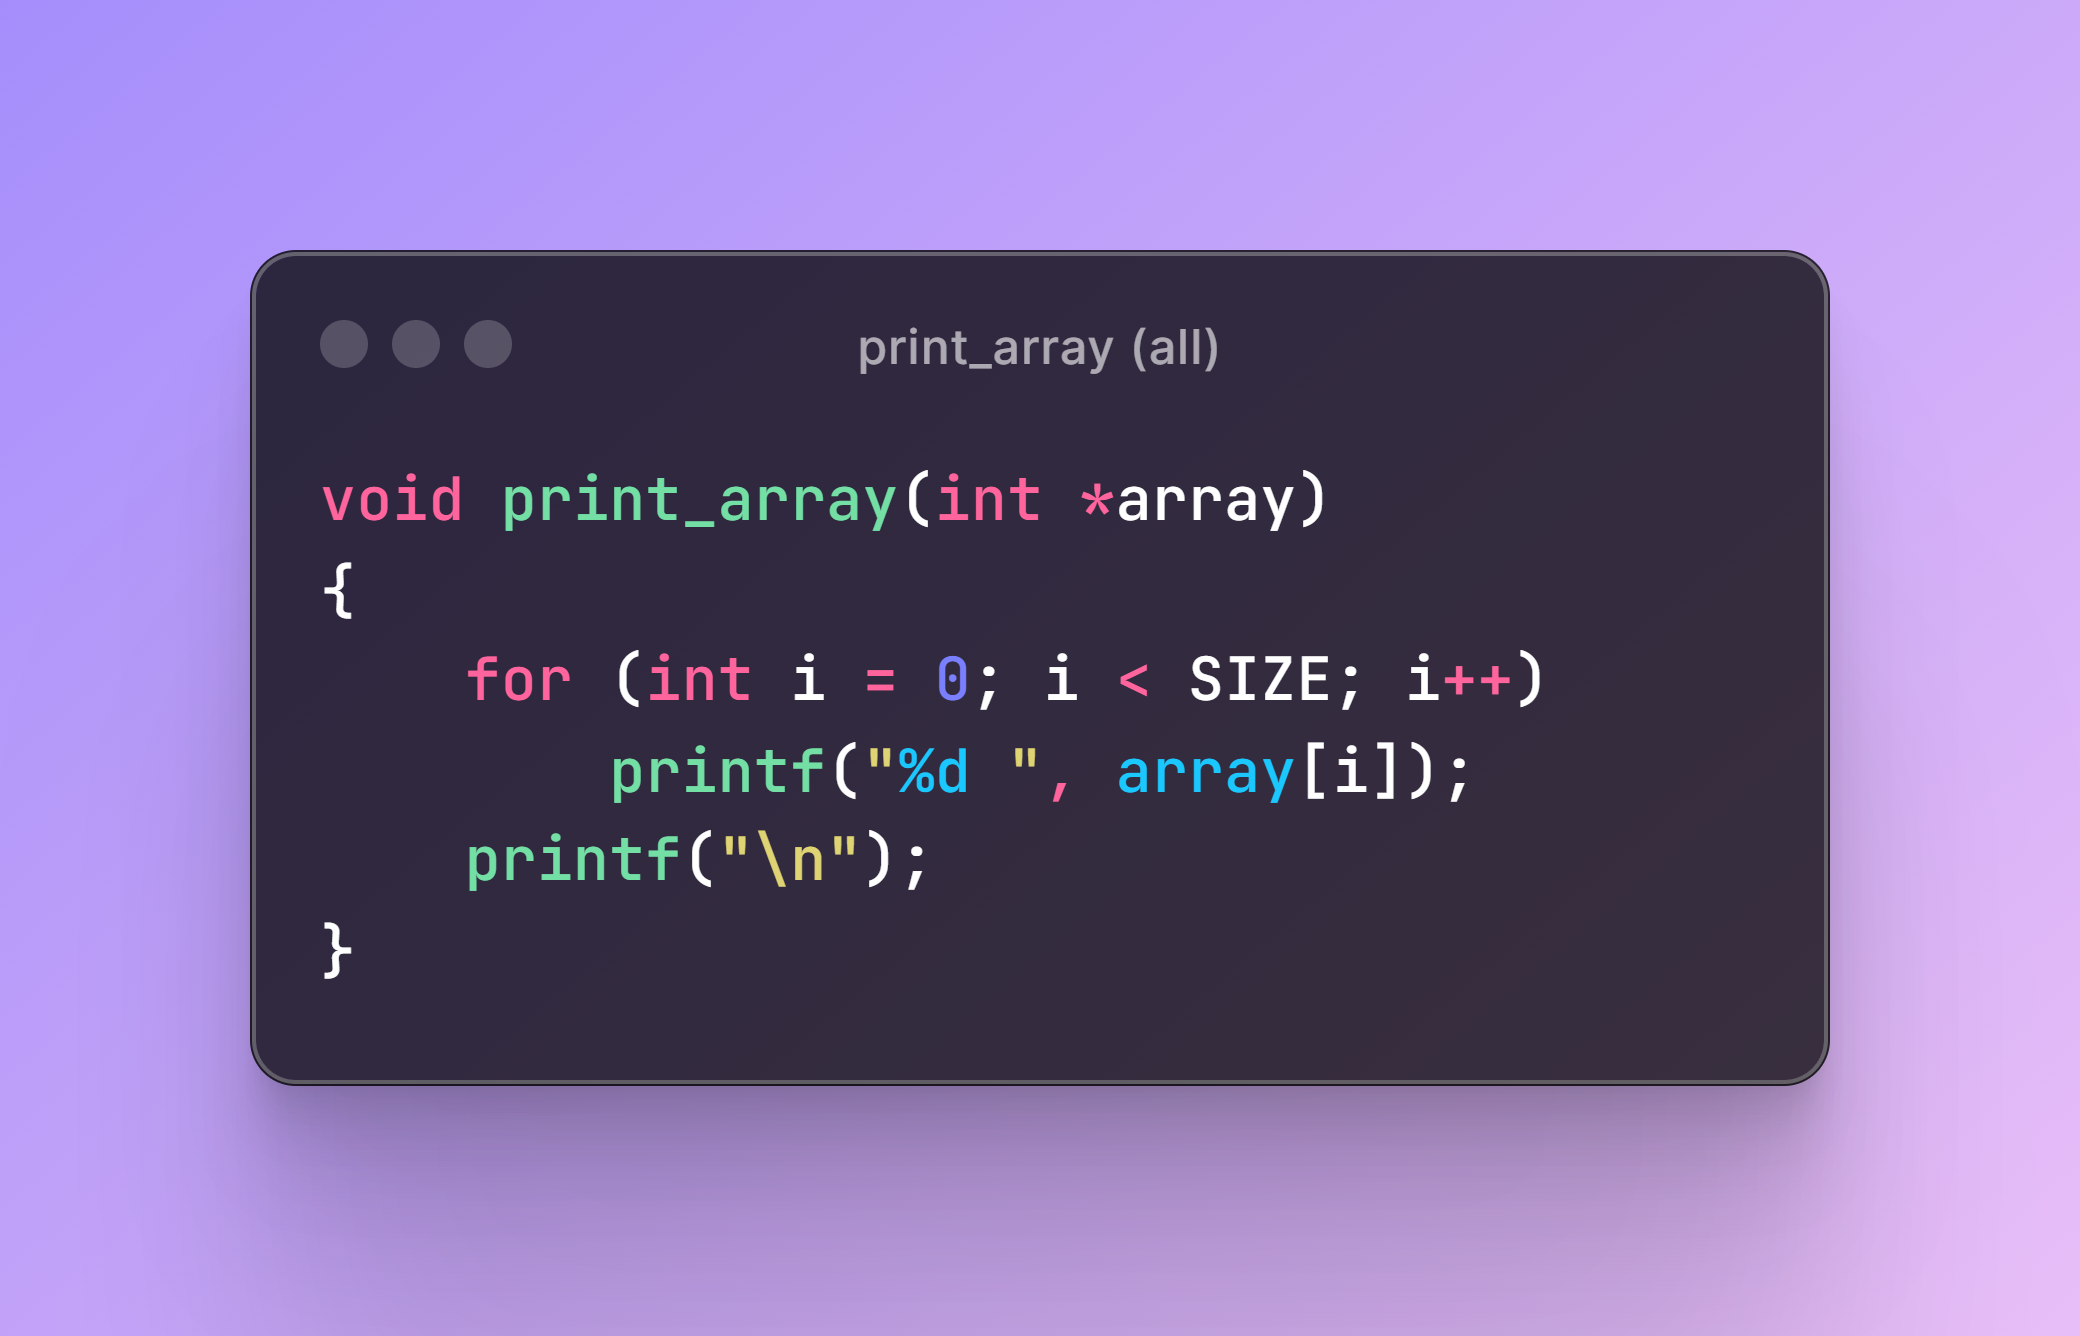 print_array (all)
void print_array(int *array)
{
    for (int i = 0; i < SIZE; i++)
        printf("%d ", array[i]);
    printf("\n");
}